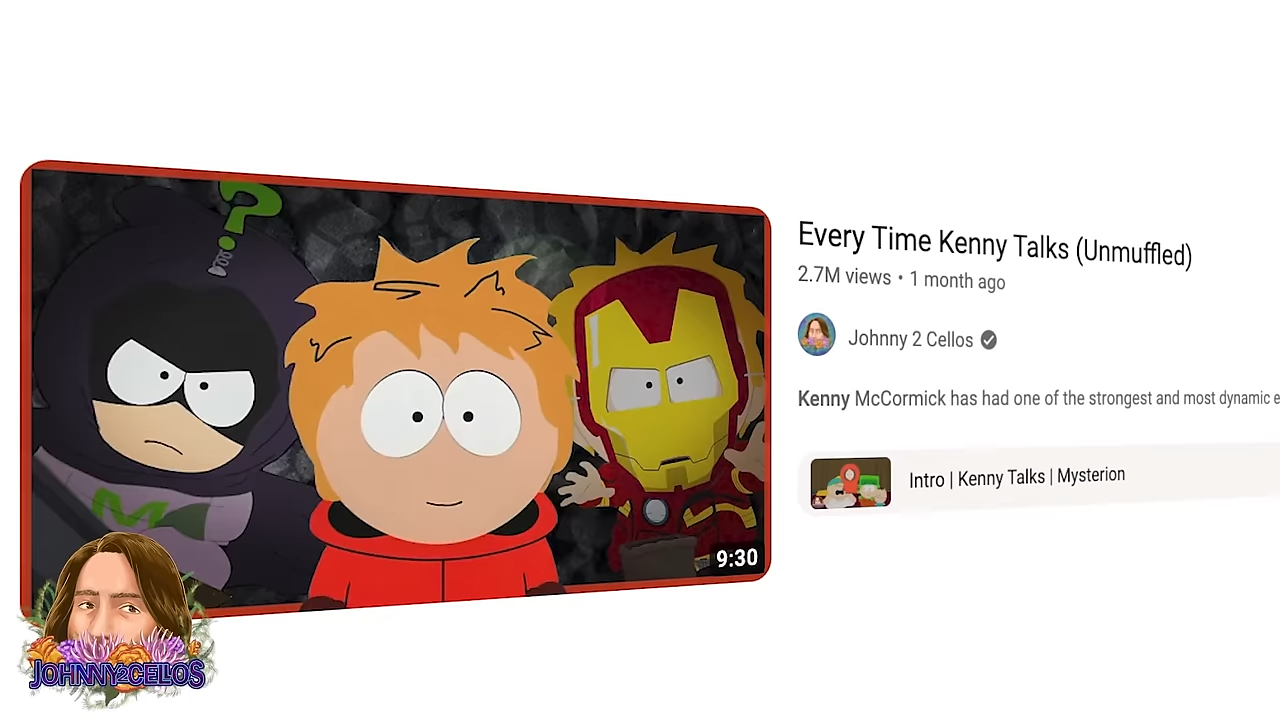 ?
M
9:30
JOHNNY2CELLOS
Every Time Kenny Talks (Unmuffled)
2.7M views • 1 month ago
Johnny 2 Cellos
Kenny McCormick has had one of the strongest and most dynamic e
Intro | Kenny Talks | Mysterion